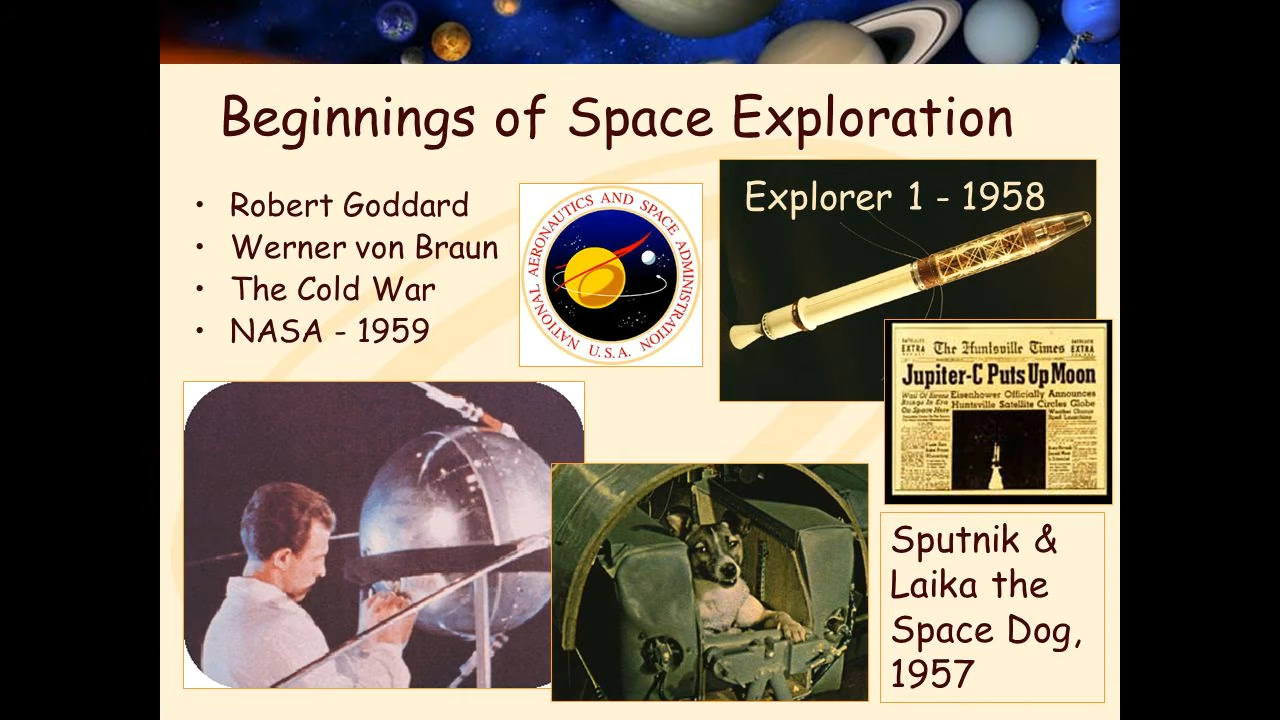 Beginnings of Space Exploration
• Robert Goddard
• Werner von Braun
• The Cold War
• NASA - 1959
NATIONAL AERONAUTICS AND SPACE ADMINISTRATION
U.S.A.
Explorer 1 - 1958
EXTRA
The Huntsville Times
EXTRA
Jupiter-C Puts Up Moon
Eisenhower Officially Announces
Huntsville Satellite Circles Globe
Sputnik &
Laika the
Space Dog,
1957